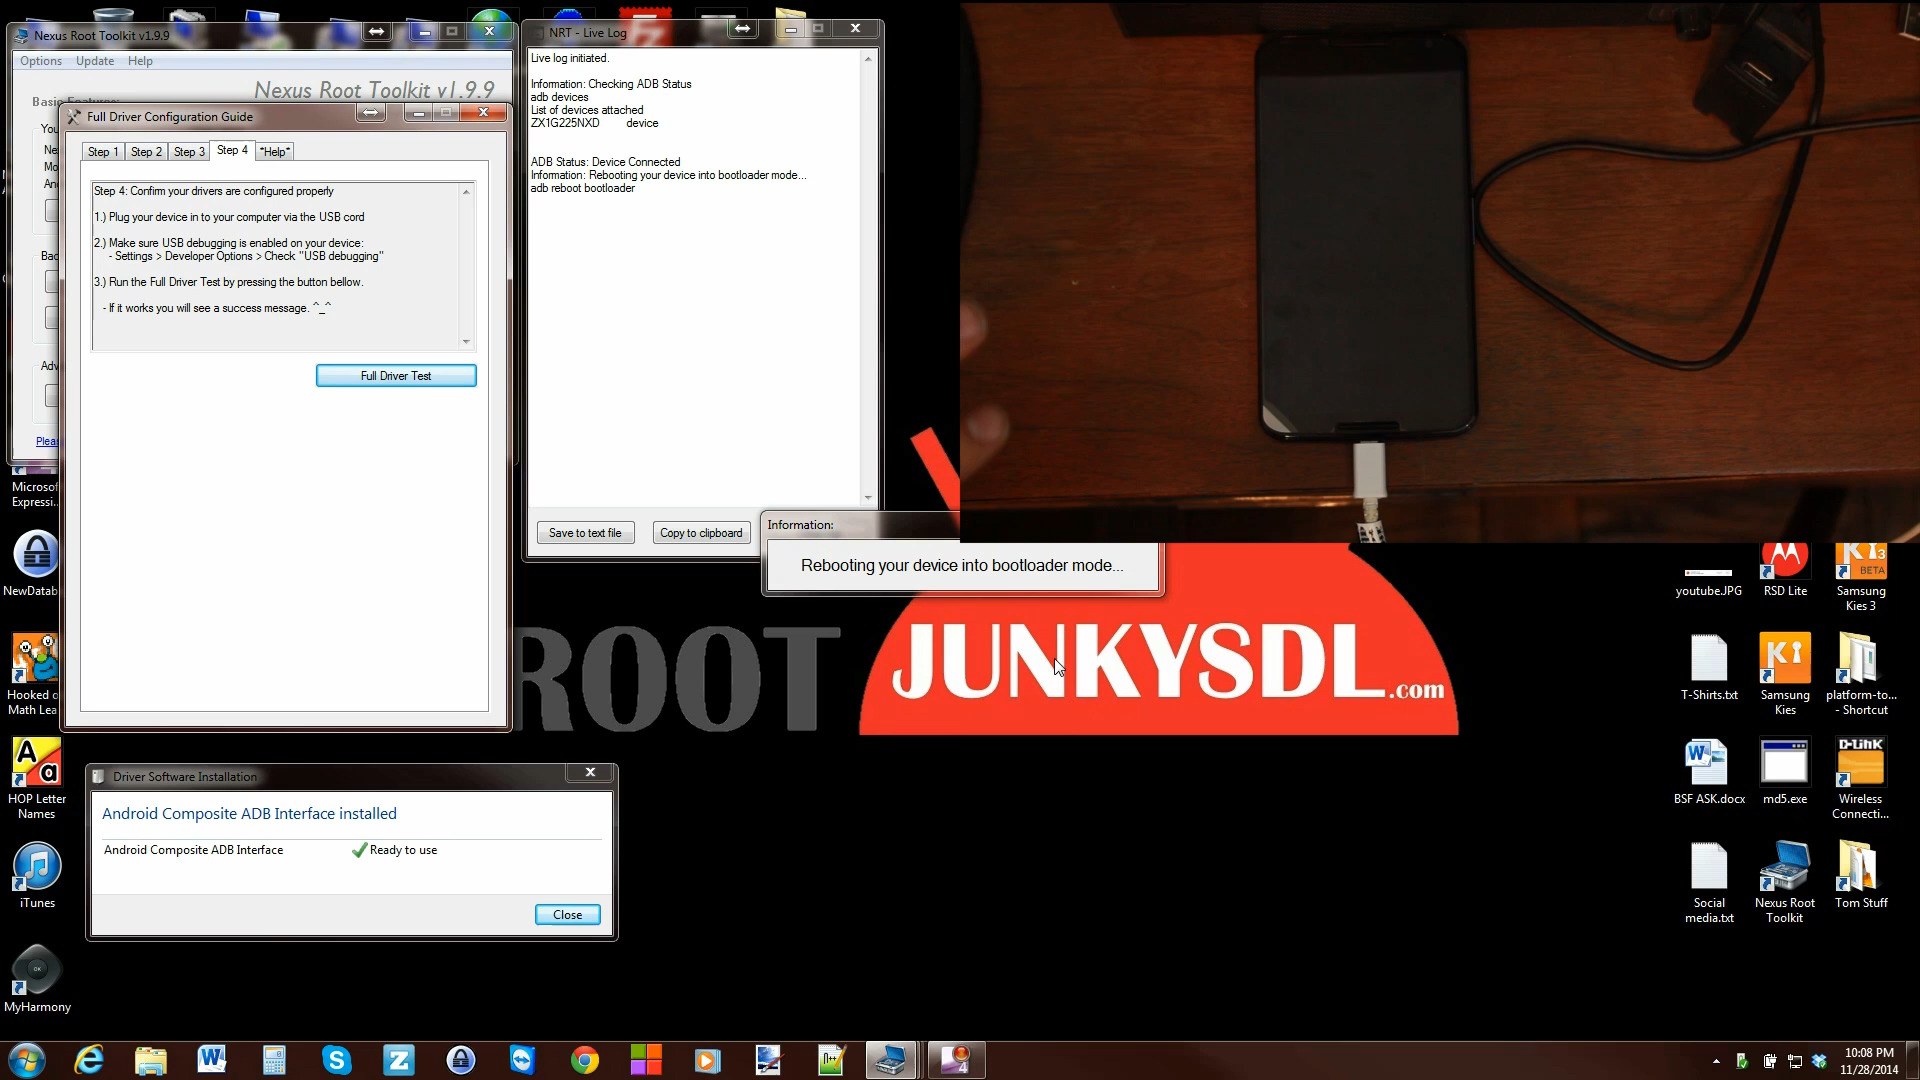 Nexus Root Toolkit v1.9.9
Options Update Help
Nexus Root Toolkit v1.9.9
Full Driver Configuration Guide
Step 1 Step 2 Step 3 Step 4 *Help*
Step 4: Confirm your drivers are configured properly
1.) Plug your device in to your computer via the USB cord
2.) Make sure USB debugging is enabled on your device:
- Settings > Developer Options > Check "USB debugging"
3.) Run the Full Driver Test by pressing the button bellow.
- If it works you will see a success message. ^_^
Full Driver Test
NRT - Live Log
Live log initiated.
Information: Checking ADB Status
adb devices
List of devices attached
ZX1G225NXD device
ADB Status: Device Connected
Information: Rebooting your device into bootloader mode...
adb reboot bootloader
Save to text file
Copy to clipboard
Information:
Rebooting your device into bootloader mode...
ROOT
JUNKYSDL.com
Driver Software Installation
Android Composite ADB Interface installed
Android Composite ADB Interface Ready to use
Close
Microsof
Expressi...
NewDatab
Hooked o
Math Lea
HOP Letter
Names
iTunes
MyHarmony
youtube.JPG
RSD Lite
Samsung
Kies 3
BETA
T-Shirts.txt
Samsung
Kies
platform-to...
- Shortcut
BSF ASK.docx
md5.exe
D-Link
Wireless
Connecti...
Social
media.txt
Nexus Root
Toolkit
Tom Stuff
10:08 PM
11/28/2014